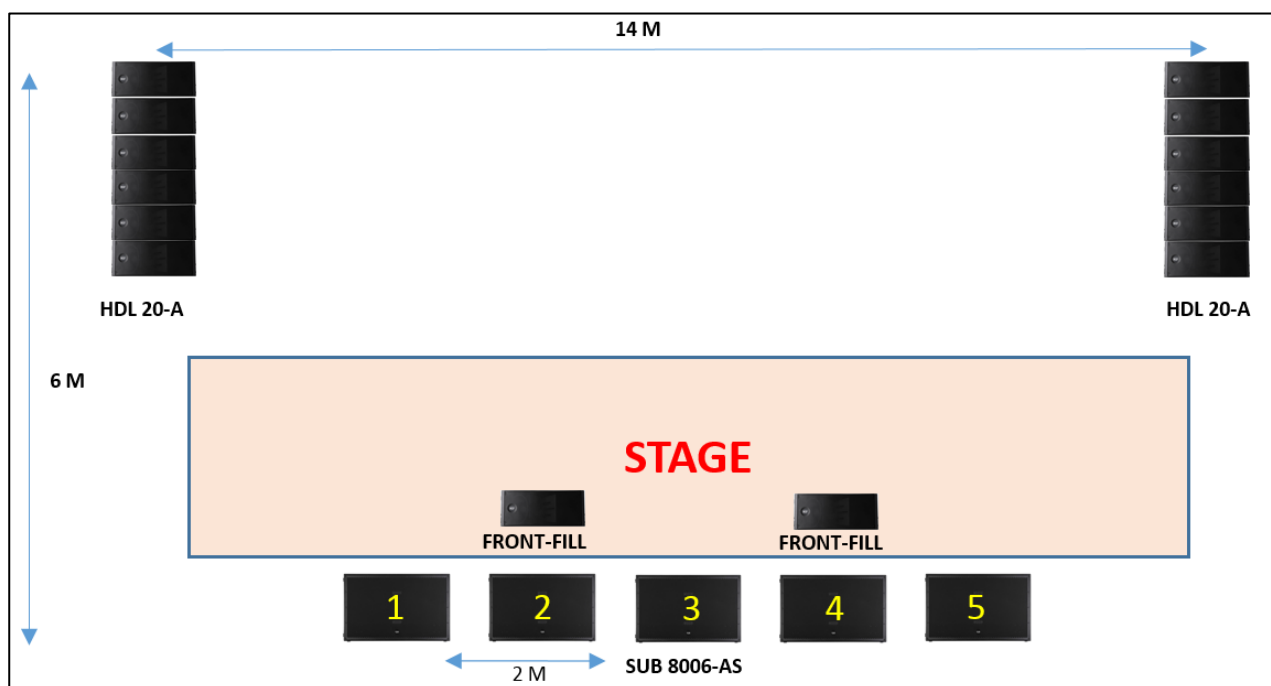 14 M
HDL 20-A
HDL 20-A
6 M
STAGE
FRONT-FILL
FRONT-FILL
1
2
3
4
5
2 M
SUB 8006-AS